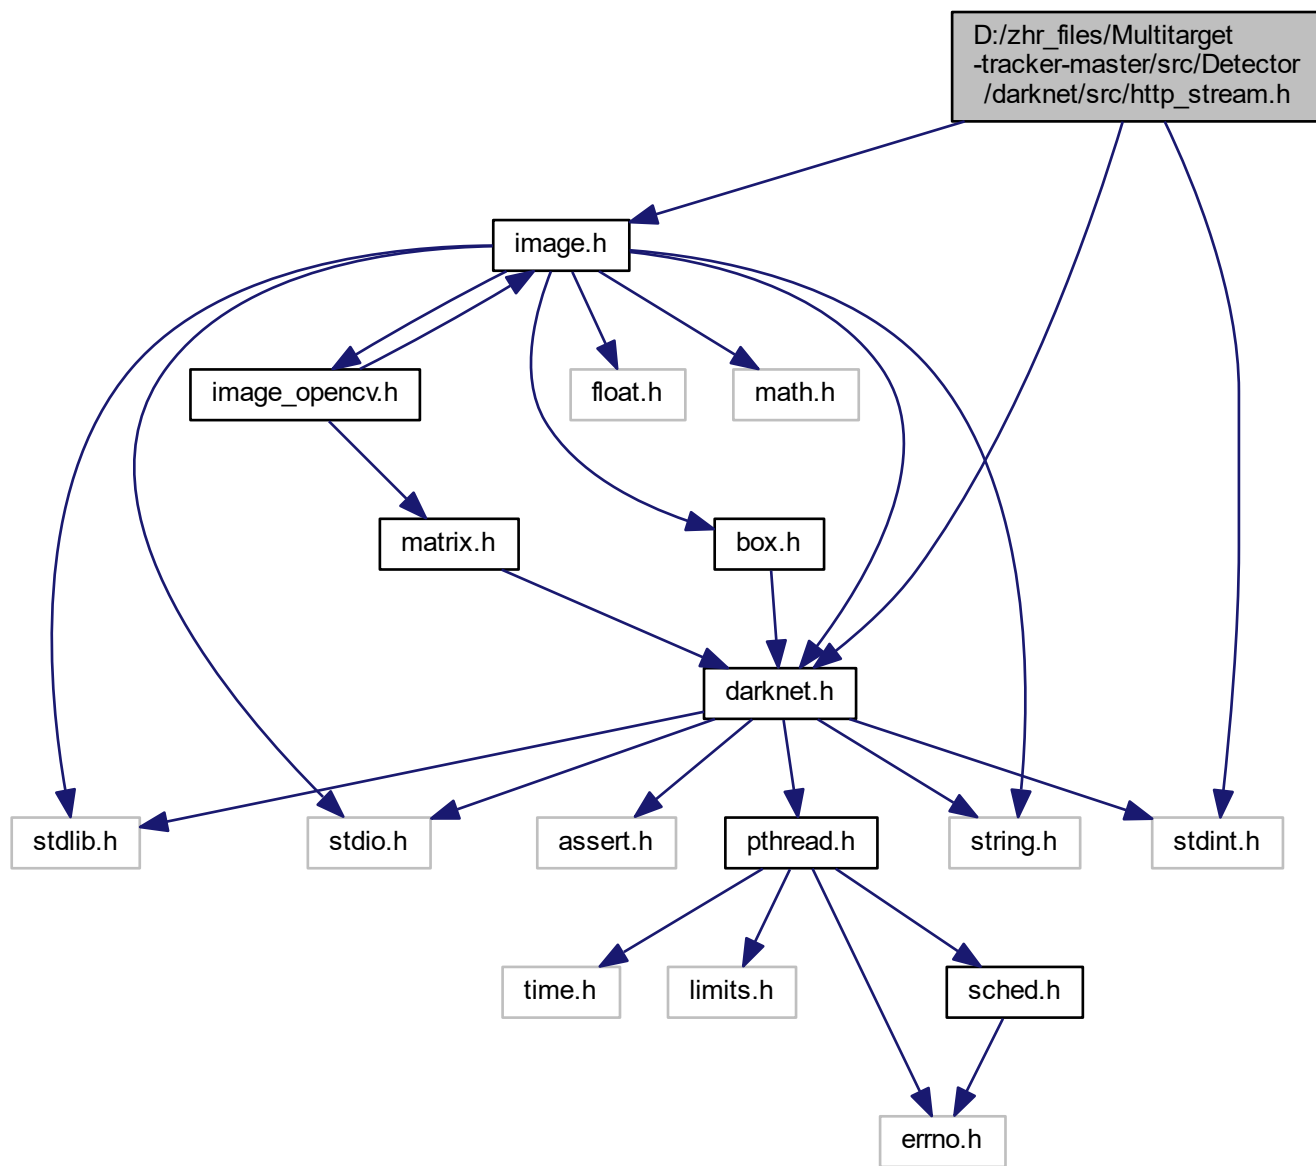 D:/zhr_files/Multitarget
-tracker-master/src/Detector
/darknet/src/http_stream.h
image.h
image_opencv.h
float.h
math.h
matrix.h
box.h
darknet.h
stdlib.h
stdio.h
assert.h
pthread.h
string.h
stdint.h
time.h
limits.h
sched.h
errno.h